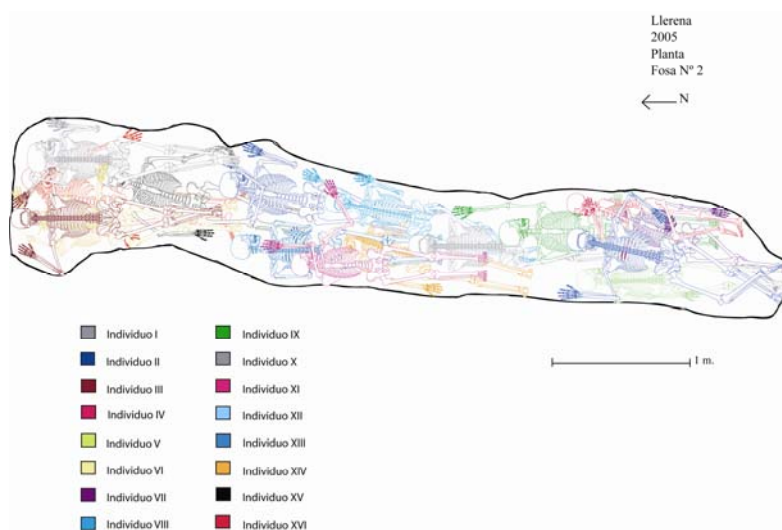 Llerena
2005
Planta
Fosa Nº 2
N
1 m.
Individuo I
Individuo II
Individuo III
Individuo IV
Individuo V
Individuo VI
Individuo VII
Individuo VIII
Individuo IX
Individuo X
Individuo XI
Individuo XII
Individuo XIII
Individuo XIV
Individuo XV
Individuo XVI